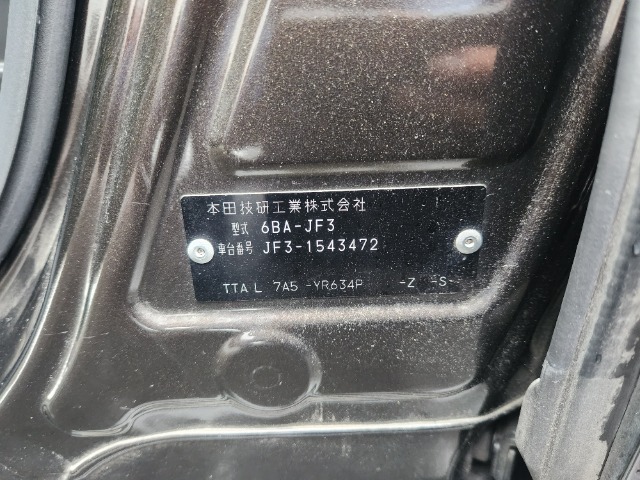 本田技研工業株式会社
型式 6BA-JF3
車台番号 JF3-1543472
TTA L 7A5 -YR634P -Z -S-